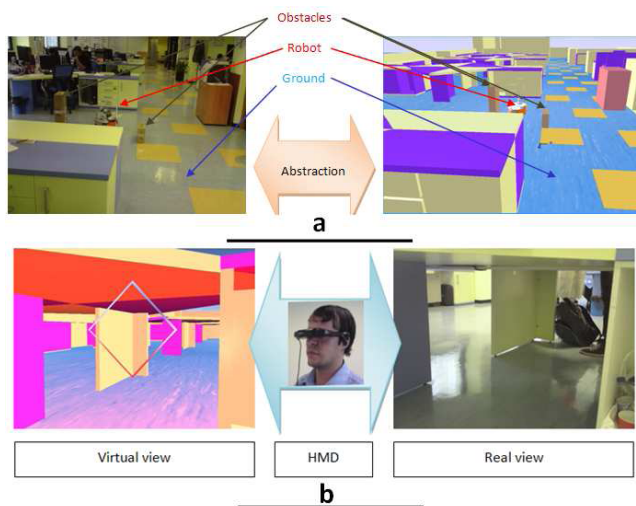 Obstacles
Robot
Ground
Abstraction
a
Virtual view
HMD
Real view
b